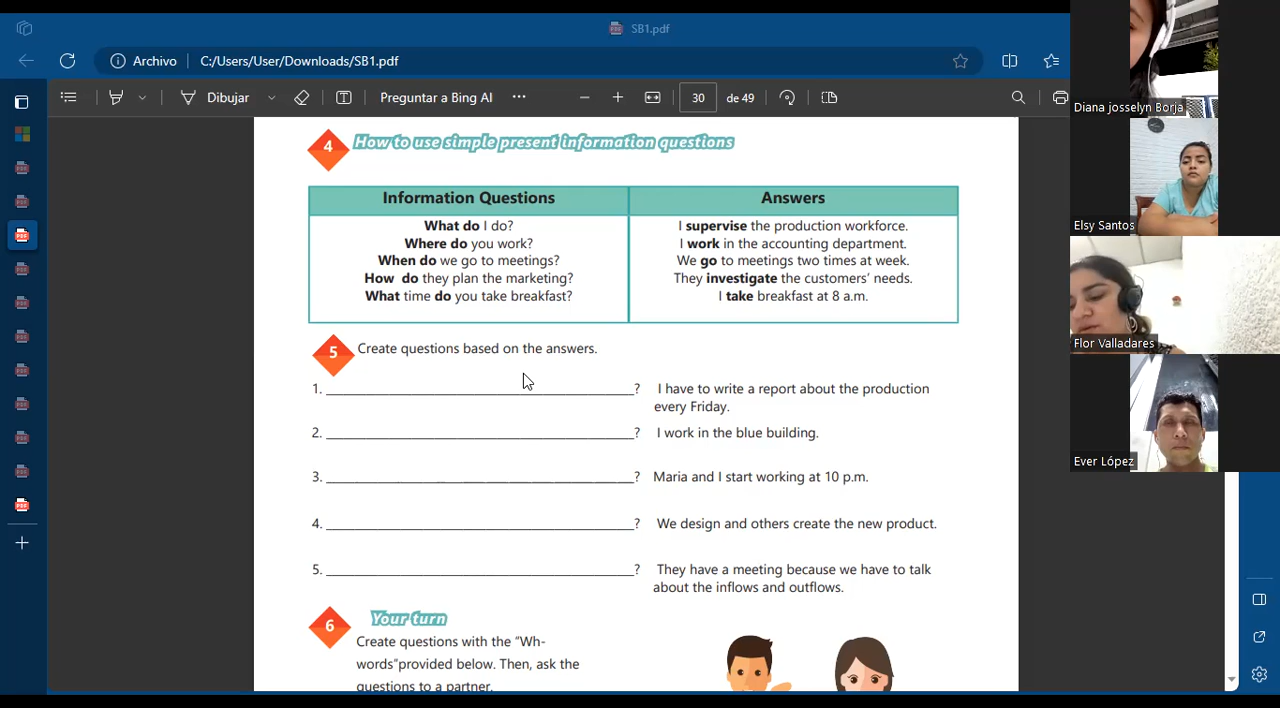 SB1.pdf
Archivo C:/Users/User/Downloads/SB1.pdf
Dibujar Preguntar a Bing AI ... 30 de 49
4 How to use simple present information questions
Information Questions Answers
What do I do? I supervise the production workforce.
Where do you work? I work in the accounting department.
When do we go to meetings? We go to meetings two times at week.
How do they plan the marketing? They investigate the customers' needs.
What time do you take breakfast? I take breakfast at 8 a.m.
5 Create questions based on the answers.
1. ________________________________________? I have to write a report about the production
every Friday.
2. ________________________________________? I work in the blue building.
3. ________________________________________? Maria and I start working at 10 p.m.
4. ________________________________________? We design and others create the new product.
5. ________________________________________? They have a meeting because we have to talk
about the inflows and outflows.
6 Your turn
Create questions with the "Wh-
words"provided below. Then, ask the
questions to a partner.
Diana josselyn Borja
Elsy Santos
Flor Valladares
Ever López